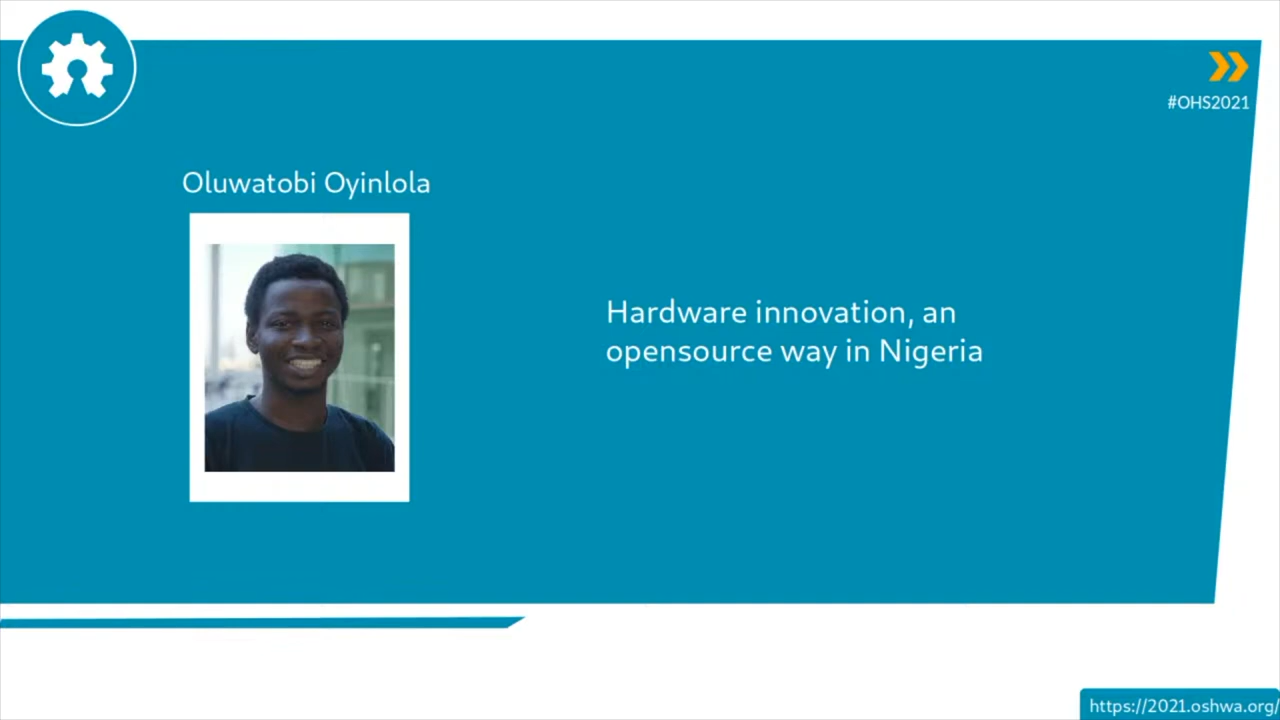 #OHS2021
Oluwatobi Oyinlola
Hardware innovation, an
opensource way in Nigeria
https://2021.oshwa.org/